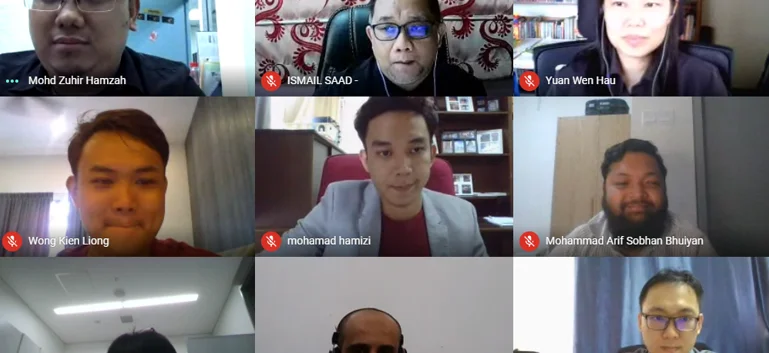 Mohd Zuhir Hamzah
ISMAIL SAAD -
Yuan Wen Hau
Wong Kien Liong
mohamad hamizi
Mohammad Arif Sobhan Bhuiyan